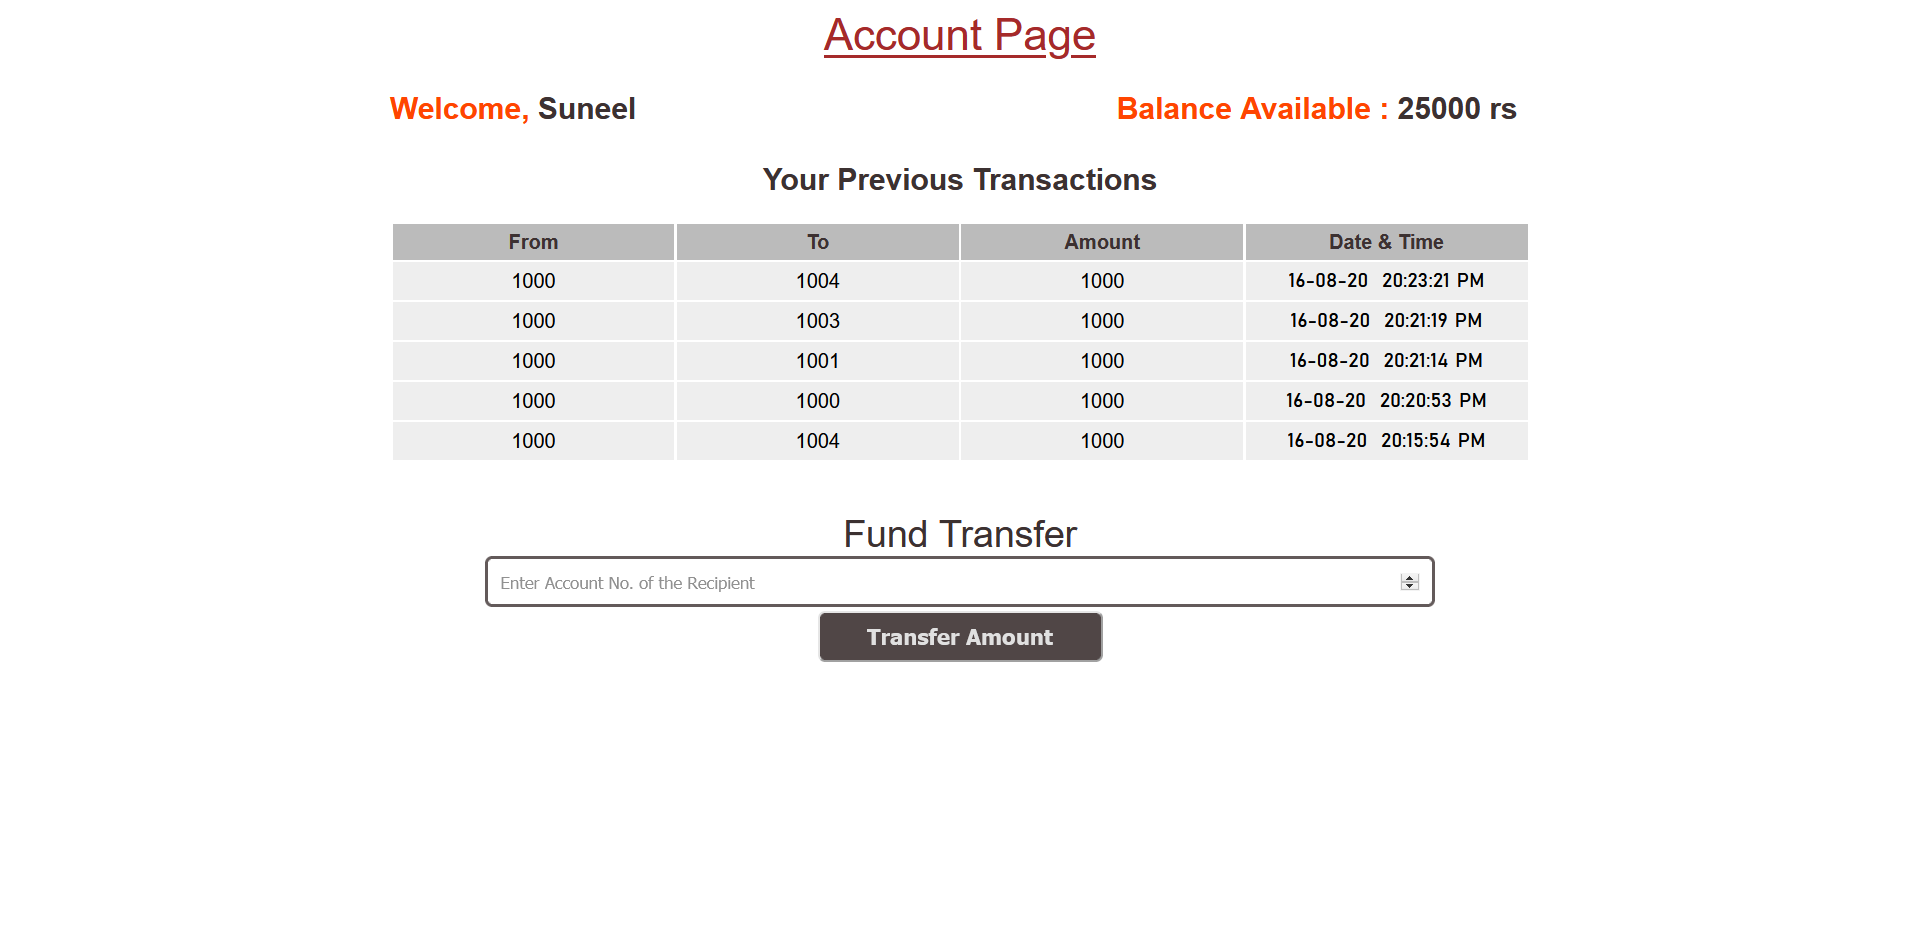 Account Page
Welcome, Suneel Balance Available : 25000 rs
Your Previous Transactions
From To Amount Date & Time
1000 1004 1000 16-08-20 20:23:21 PM
1000 1003 1000 16-08-20 20:21:19 PM
1000 1001 1000 16-08-20 20:21:14 PM
1000 1000 1000 16-08-20 20:20:53 PM
1000 1004 1000 16-08-20 20:15:54 PM
Fund Transfer
Enter Account No. of the Recipient
Transfer Amount